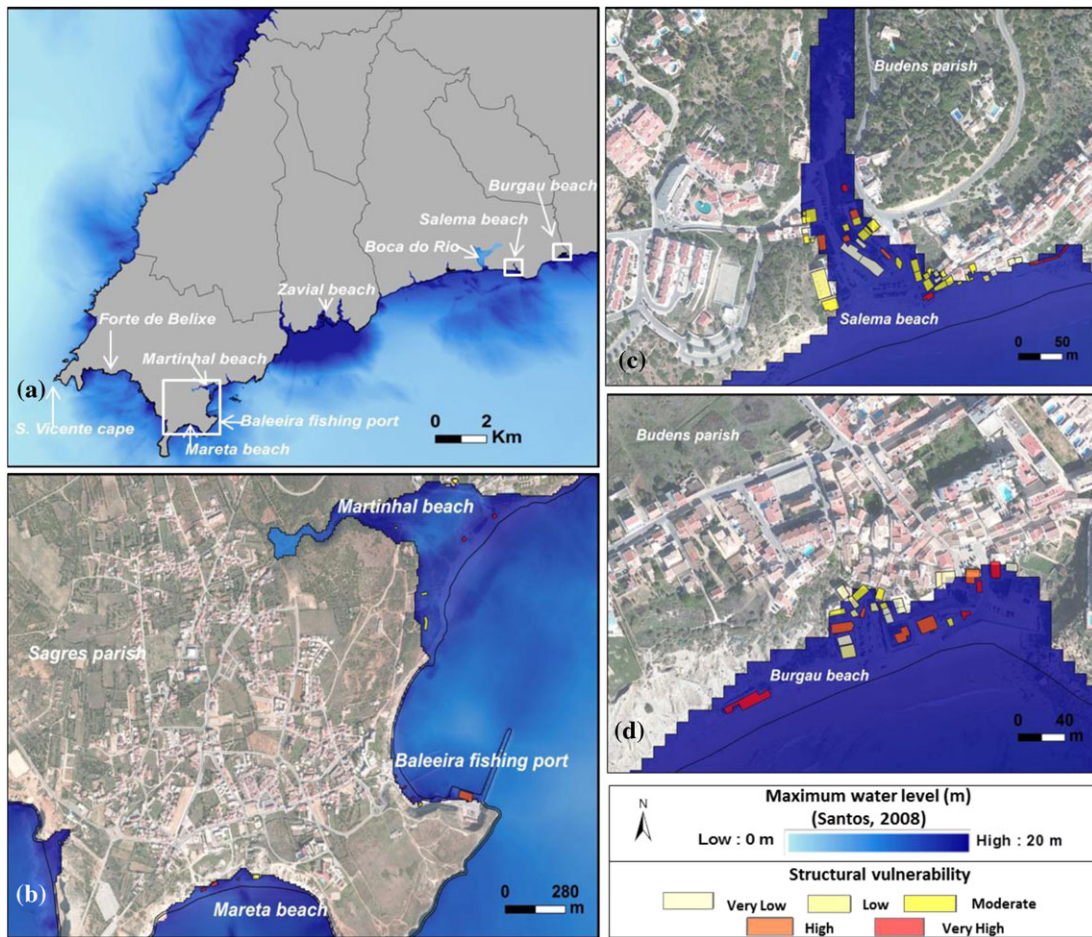 Burgau beach
Salema beach
Boca do Rio
Zavial beach
Forte de Belixe
Martinhal beach
(a)
S. Vicente cape
Baleeira fishing port
Mareta beach
0 2
Km
Martinhal beach
Sagres parish
Baleeira fishing port
(b)
Mareta beach
0 280
m
Budens parish
(c)
Salema beach
0 50
m
Budens parish
Burgau beach
(d)
0 40
m
N
Maximum water level (m)
(Santos, 2008)
Low : 0 m
High : 20 m
Structural vulnerability
Very Low
Low
Moderate
High
Very High